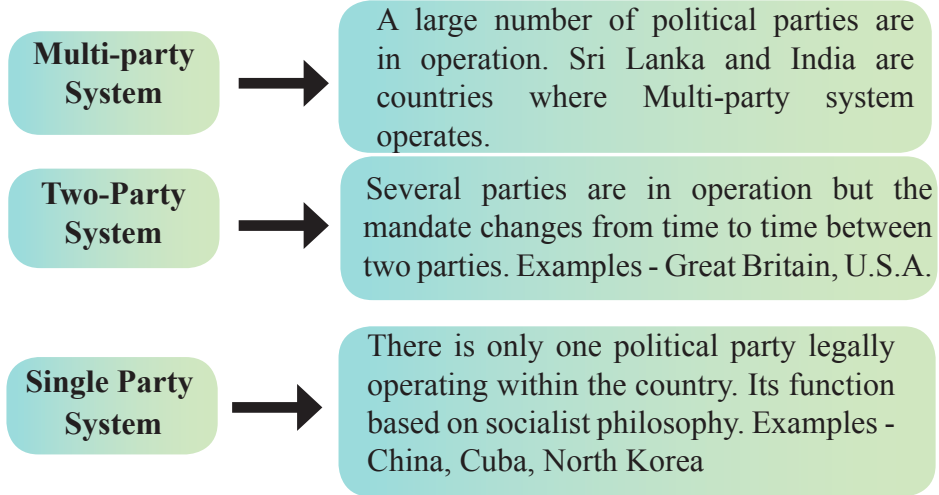 Multi-party
System
A large number of political parties are
in operation. Sri Lanka and India are
countries where Multi-party system
operates.
Two-Party
System
Several parties are in operation but the
mandate changes from time to time between
two parties. Examples - Great Britain, U.S.A.
Single Party
System
There is only one political party legally
operating within the country. Its function
based on socialist philosophy. Examples -
China, Cuba, North Korea